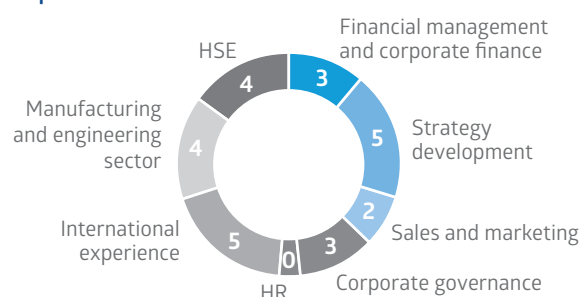 Financial management
and corporate finance
3
Strategy
development
5
Sales and marketing
2
Corporate governance
3
HR
0
International
experience
5
Manufacturing
and engineering
sector
4
HSE
4